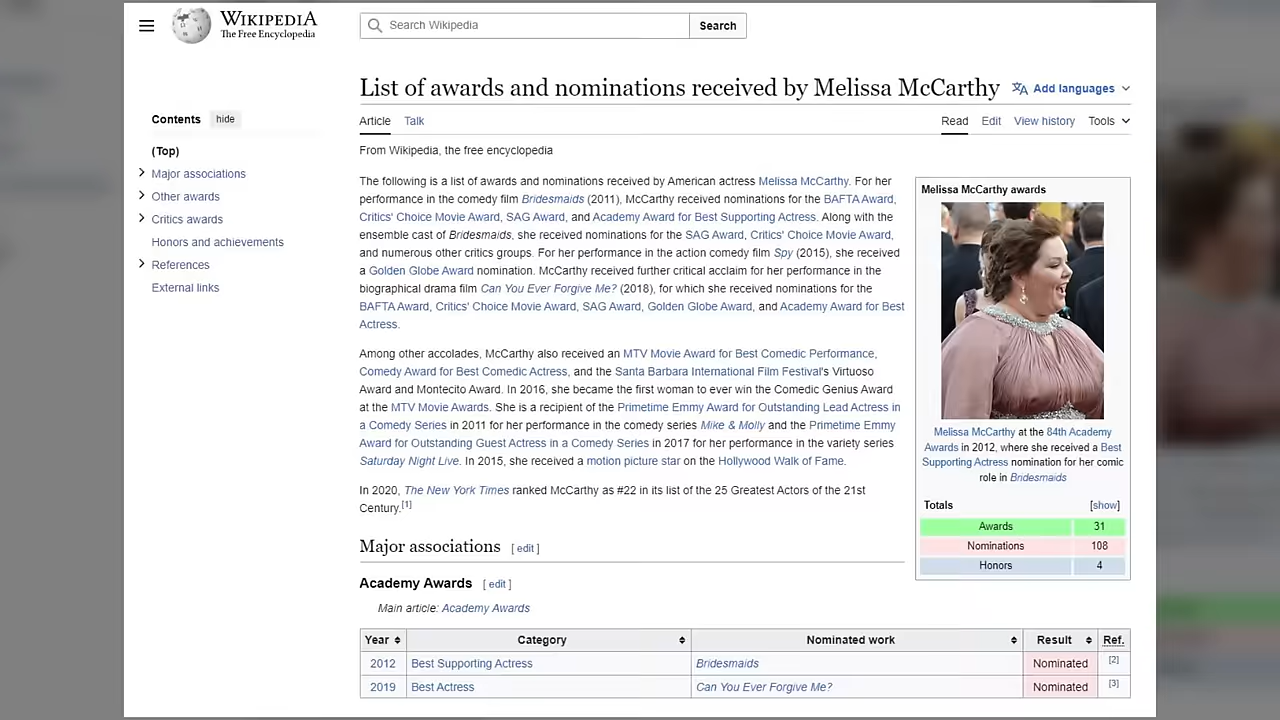 WIKIPEDIA
The Free Encyclopedia
Search Wikipedia
Search
List of awards and nominations received by Melissa McCarthy
Add languages
Contents
hide
(Top)
Major associations
Other awards
Critics awards
Honors and achievements
References
External links
Article
Talk
Read
Edit
View history
Tools
From Wikipedia, the free encyclopedia
The following is a list of awards and nominations received by American actress Melissa McCarthy. For her
performance in the comedy film Bridesmaids (2011), McCarthy received nominations for the BAFTA Award,
Critics' Choice Movie Award, SAG Award, and Academy Award for Best Supporting Actress. Along with the
ensemble cast of Bridesmaids, she received nominations for the SAG Award, Critics' Choice Movie Award,
and numerous other critics groups. For her performance in the action comedy film Spy (2015), she received
a Golden Globe Award nomination. McCarthy received further critical acclaim for her performance in the
biographical drama film Can You Ever Forgive Me? (2018), for which she received nominations for the
BAFTA Award, Critics' Choice Movie Award, SAG Award, Golden Globe Award, and Academy Award for Best
Actress.
Among other accolades, McCarthy also received an MTV Movie Award for Best Comedic Performance,
Comedy Award for Best Comedic Actress, and the Santa Barbara International Film Festival's Virtuoso
Award and Montecito Award. In 2016, she became the first woman to ever win the Comedic Genius Award
at the MTV Movie Awards. She is a recipient of the Primetime Emmy Award for Outstanding Lead Actress in
a Comedy Series in 2011 for her performance in the comedy series Mike & Molly and the Primetime Emmy
Award for Outstanding Guest Actress in a Comedy Series in 2017 for her performance in the variety series
Saturday Night Live. In 2015, she received a motion picture star on the Hollywood Walk of Fame.
In 2020, The New York Times ranked McCarthy as #22 in its list of the 25 Greatest Actors of the 21st
Century.[1]
Melissa McCarthy awards
Melissa McCarthy at the 84th Academy
Awards in 2012, where she received a Best
Supporting Actress nomination for her comic
role in Bridesmaids
Totals [show]
Awards 31
Nominations 108
Honors 4
Major associations [ edit ]
Academy Awards [ edit ]
Main article: Academy Awards
Year Category Nominated work Result Ref.
2012 Best Supporting Actress Bridesmaids Nominated [2]
2019 Best Actress Can You Ever Forgive Me? Nominated [3]